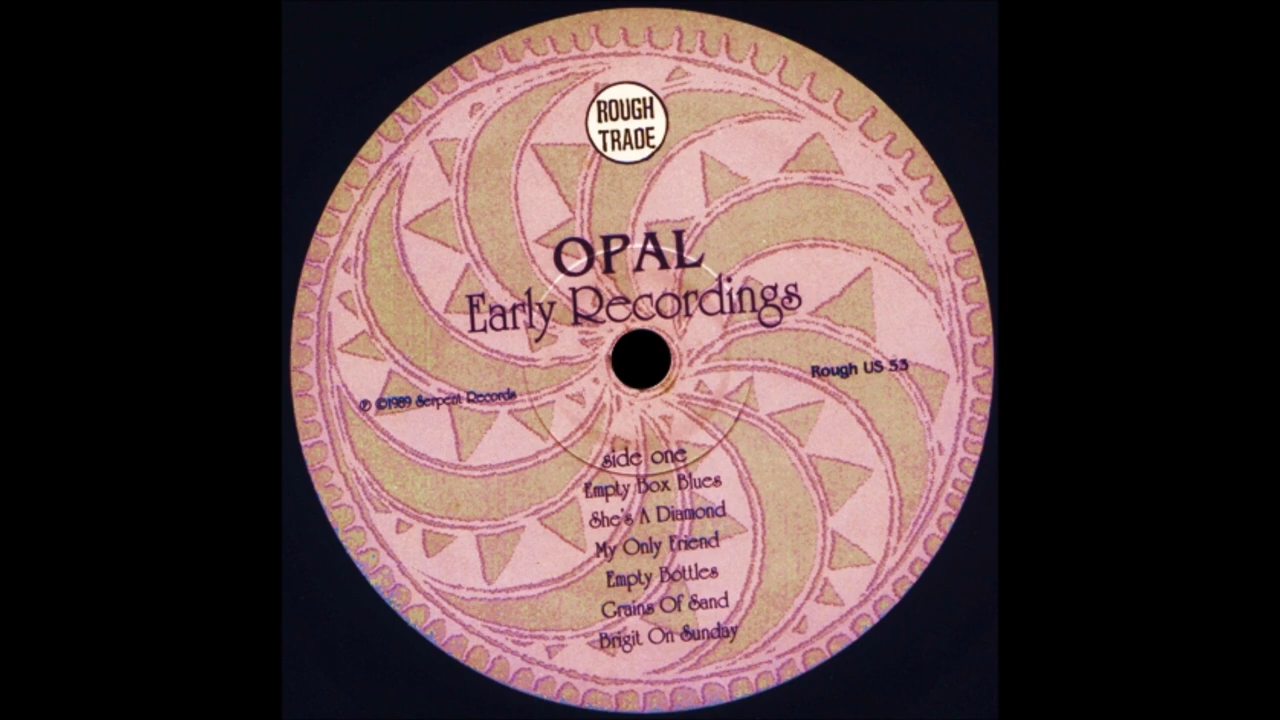 ROUGH
TRADE
OPAL
Early Recordings
Rough US 53
℗ ©1989 Serpent Records
side one
Empty Box Blues
She's A Diamond
My Only Friend
Empty Bottles
Grains Of Sand
Brigit On Sunday